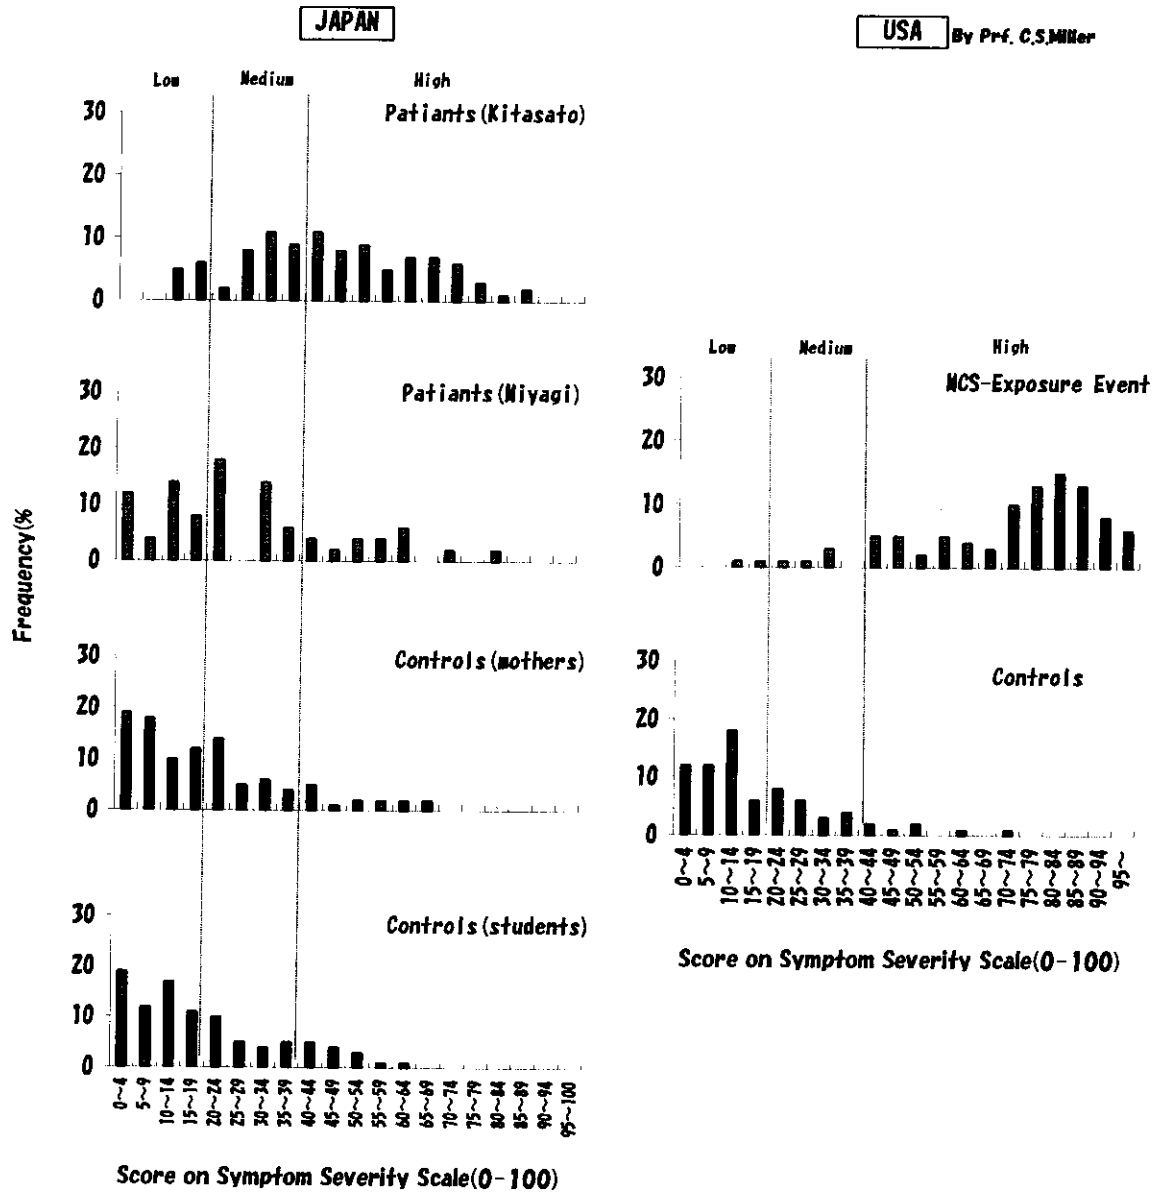 JAPAN
USA By Prf. C.S.Miller
Low Medium High
Patiants(Kitasato)
30
20
10
0
Patiants(Miyagi)
30
20
10
0
Controls(mothers)
30
20
10
0
Controls(students)
30
20
10
0
Frequency(%
0~4 5~9 10~14 15~19 20~24 25~29 30~34 35~39 40~44 45~49 50~54 55~59 60~64 65~69 70~74 75~79 80~84 85~89 90~94 95~100
Score on Symptom Severity Scale(0-100)
Low Medium High
MCS-Exposure Event
30
20
10
0
Controls
30
20
10
0
0~4 5~9 10~14 15~19 20~24 25~29 30~34 35~39 40~44 45~49 50~54 55~59 60~64 65~69 70~74 75~79 80~84 85~89 90~94 95~
Score on Symptom Severity Scale(0-100)